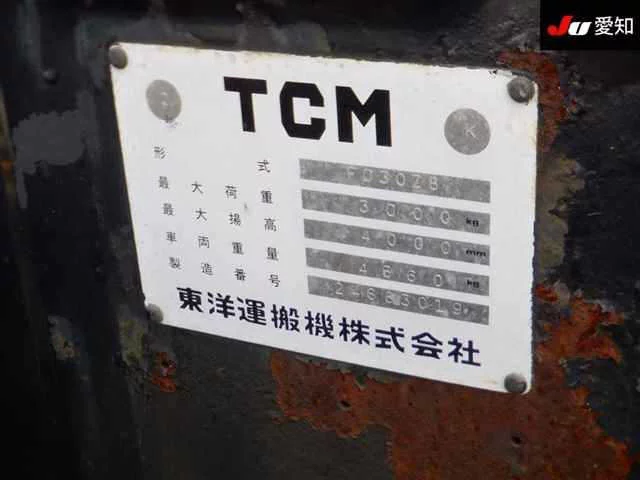 JU 愛知
TCM
K
形式 FD30Z8
最大荷重 3000 kg
最大揚高 4000 mm
車両重量 4660 kg
製造番号 24683019
東洋運搬機株式会社